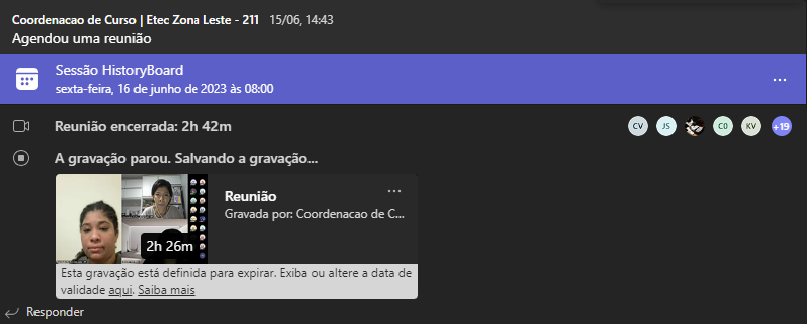 Coordenacao de Curso | Etec Zona Leste - 211 15/06, 14:43
Agendou uma reunião
Sessão HistoryBoard
sexta-feira, 16 de junho de 2023 às 08:00
Reunião encerrada: 2h 42m
CV JS C0 KV +19
A gravação parou. Salvando a gravação...
Reunião
Gravada por: Coordenacao de C....
2h 26m
Esta gravação está definida para expirar. Exiba ou altere a data de
validade aqui. Saiba mais
Responder